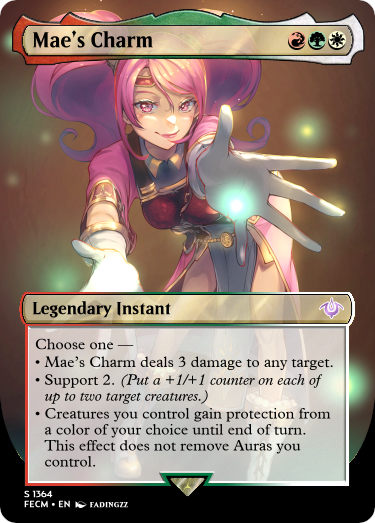 Mae's Charm
Legendary Instant
Choose one —
• Mae's Charm deals 3 damage to any target.
• Support 2. (Put a +1/+1 counter on each of
up to two target creatures.)
• Creatures you control gain protection from
a color of your choice until end of turn.
This effect does not remove Auras you
control.
S 1364
FECM • EN FADINGZZ